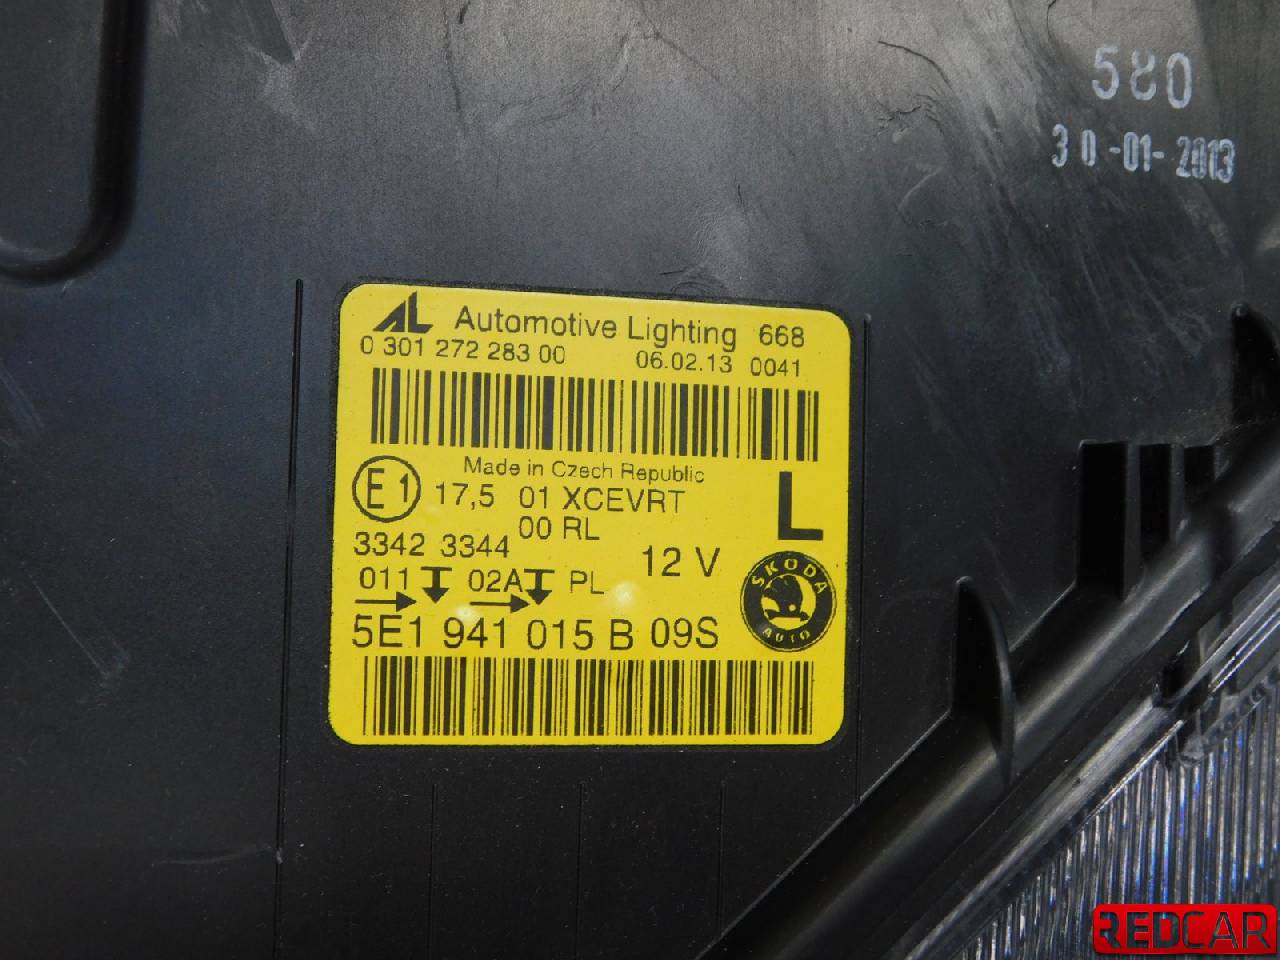 580
30-01-2013
AL Automotive Lighting 668
0 301 272 283 00 06.02.13 0041
Made in Czech Republic
E1 17,5 01 XCEVRT L
00 RL
3342 3344 12 V
011 02A PL
SKODA
AUTO
5E1 941 015 B 09S
REDCAR